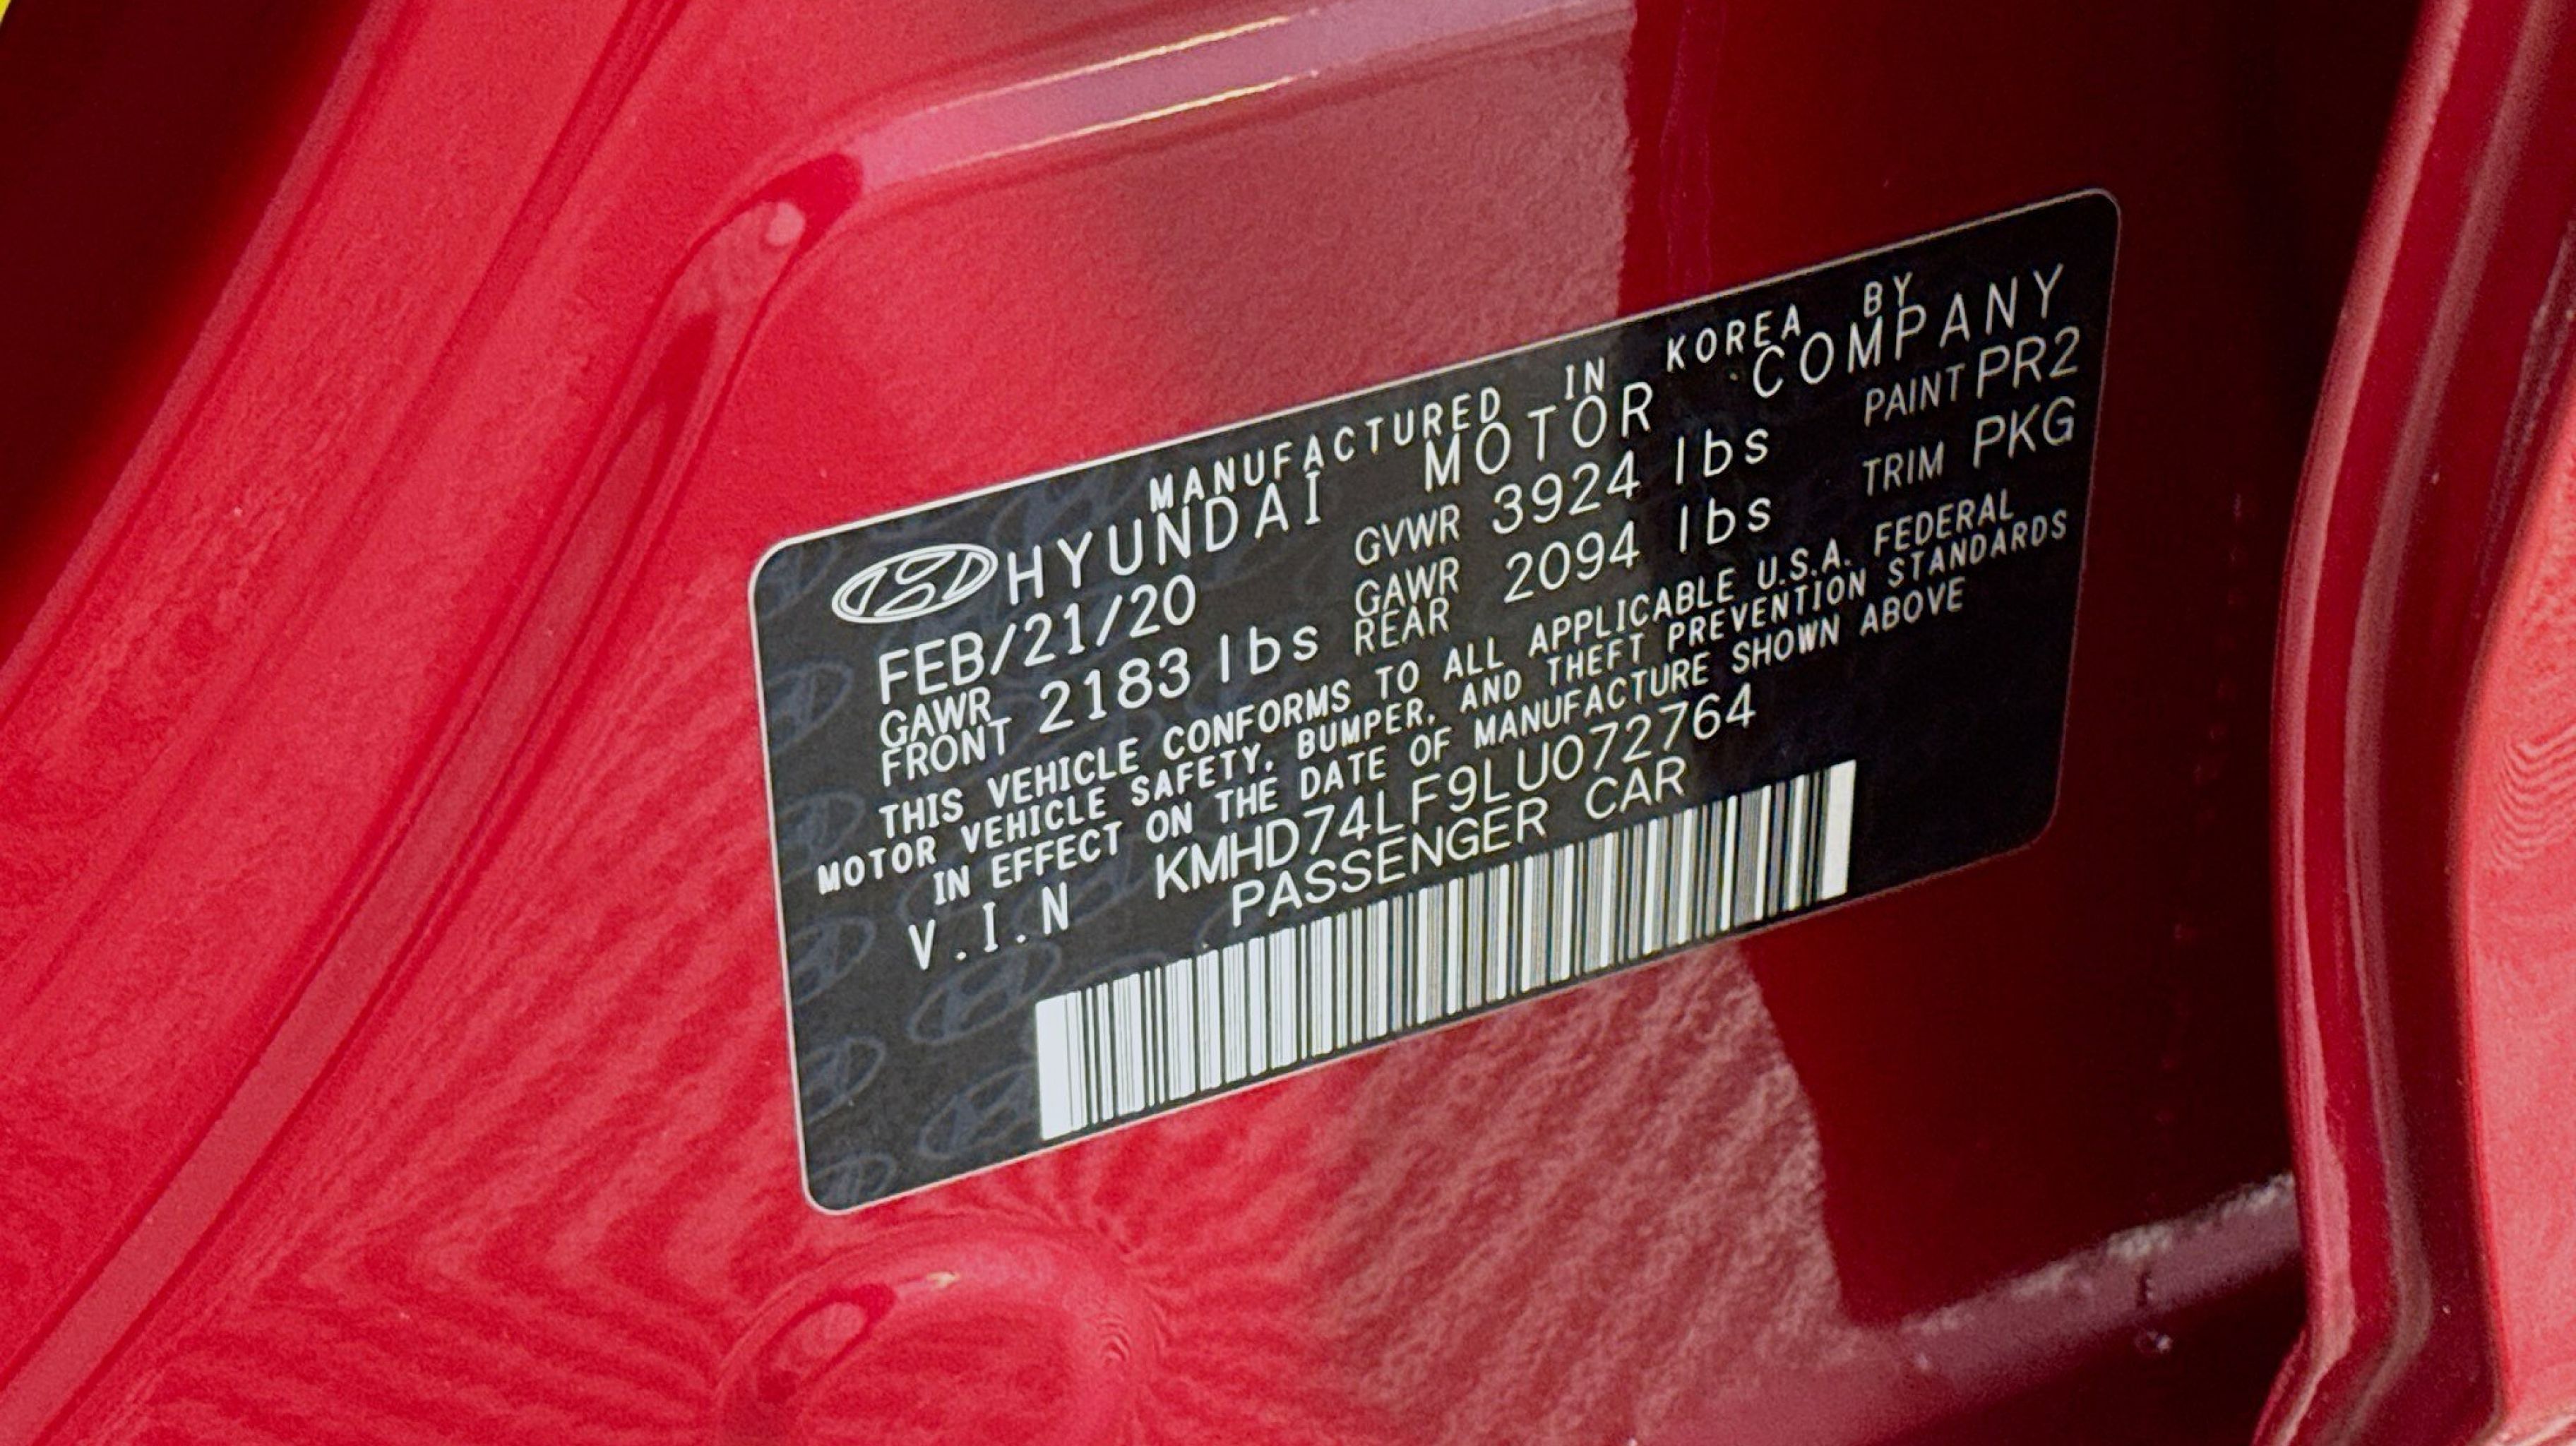 MANUFACTURED IN KOREA BY
HYUNDAI MOTOR COMPANY
FEB/21/20 GVWR 3924 lbs PAINT PR2
GAWR FRONT 2183 lbs GAWR REAR 2094 lbs TRIM PKG
THIS VEHICLE CONFORMS TO ALL APPLICABLE U.S.A. FEDERAL
MOTOR VEHICLE SAFETY, BUMPER, AND THEFT PREVENTION STANDARDS
IN EFFECT ON THE DATE OF MANUFACTURE SHOWN ABOVE
V.I.N KMHD74LF9LU072764
PASSENGER CAR